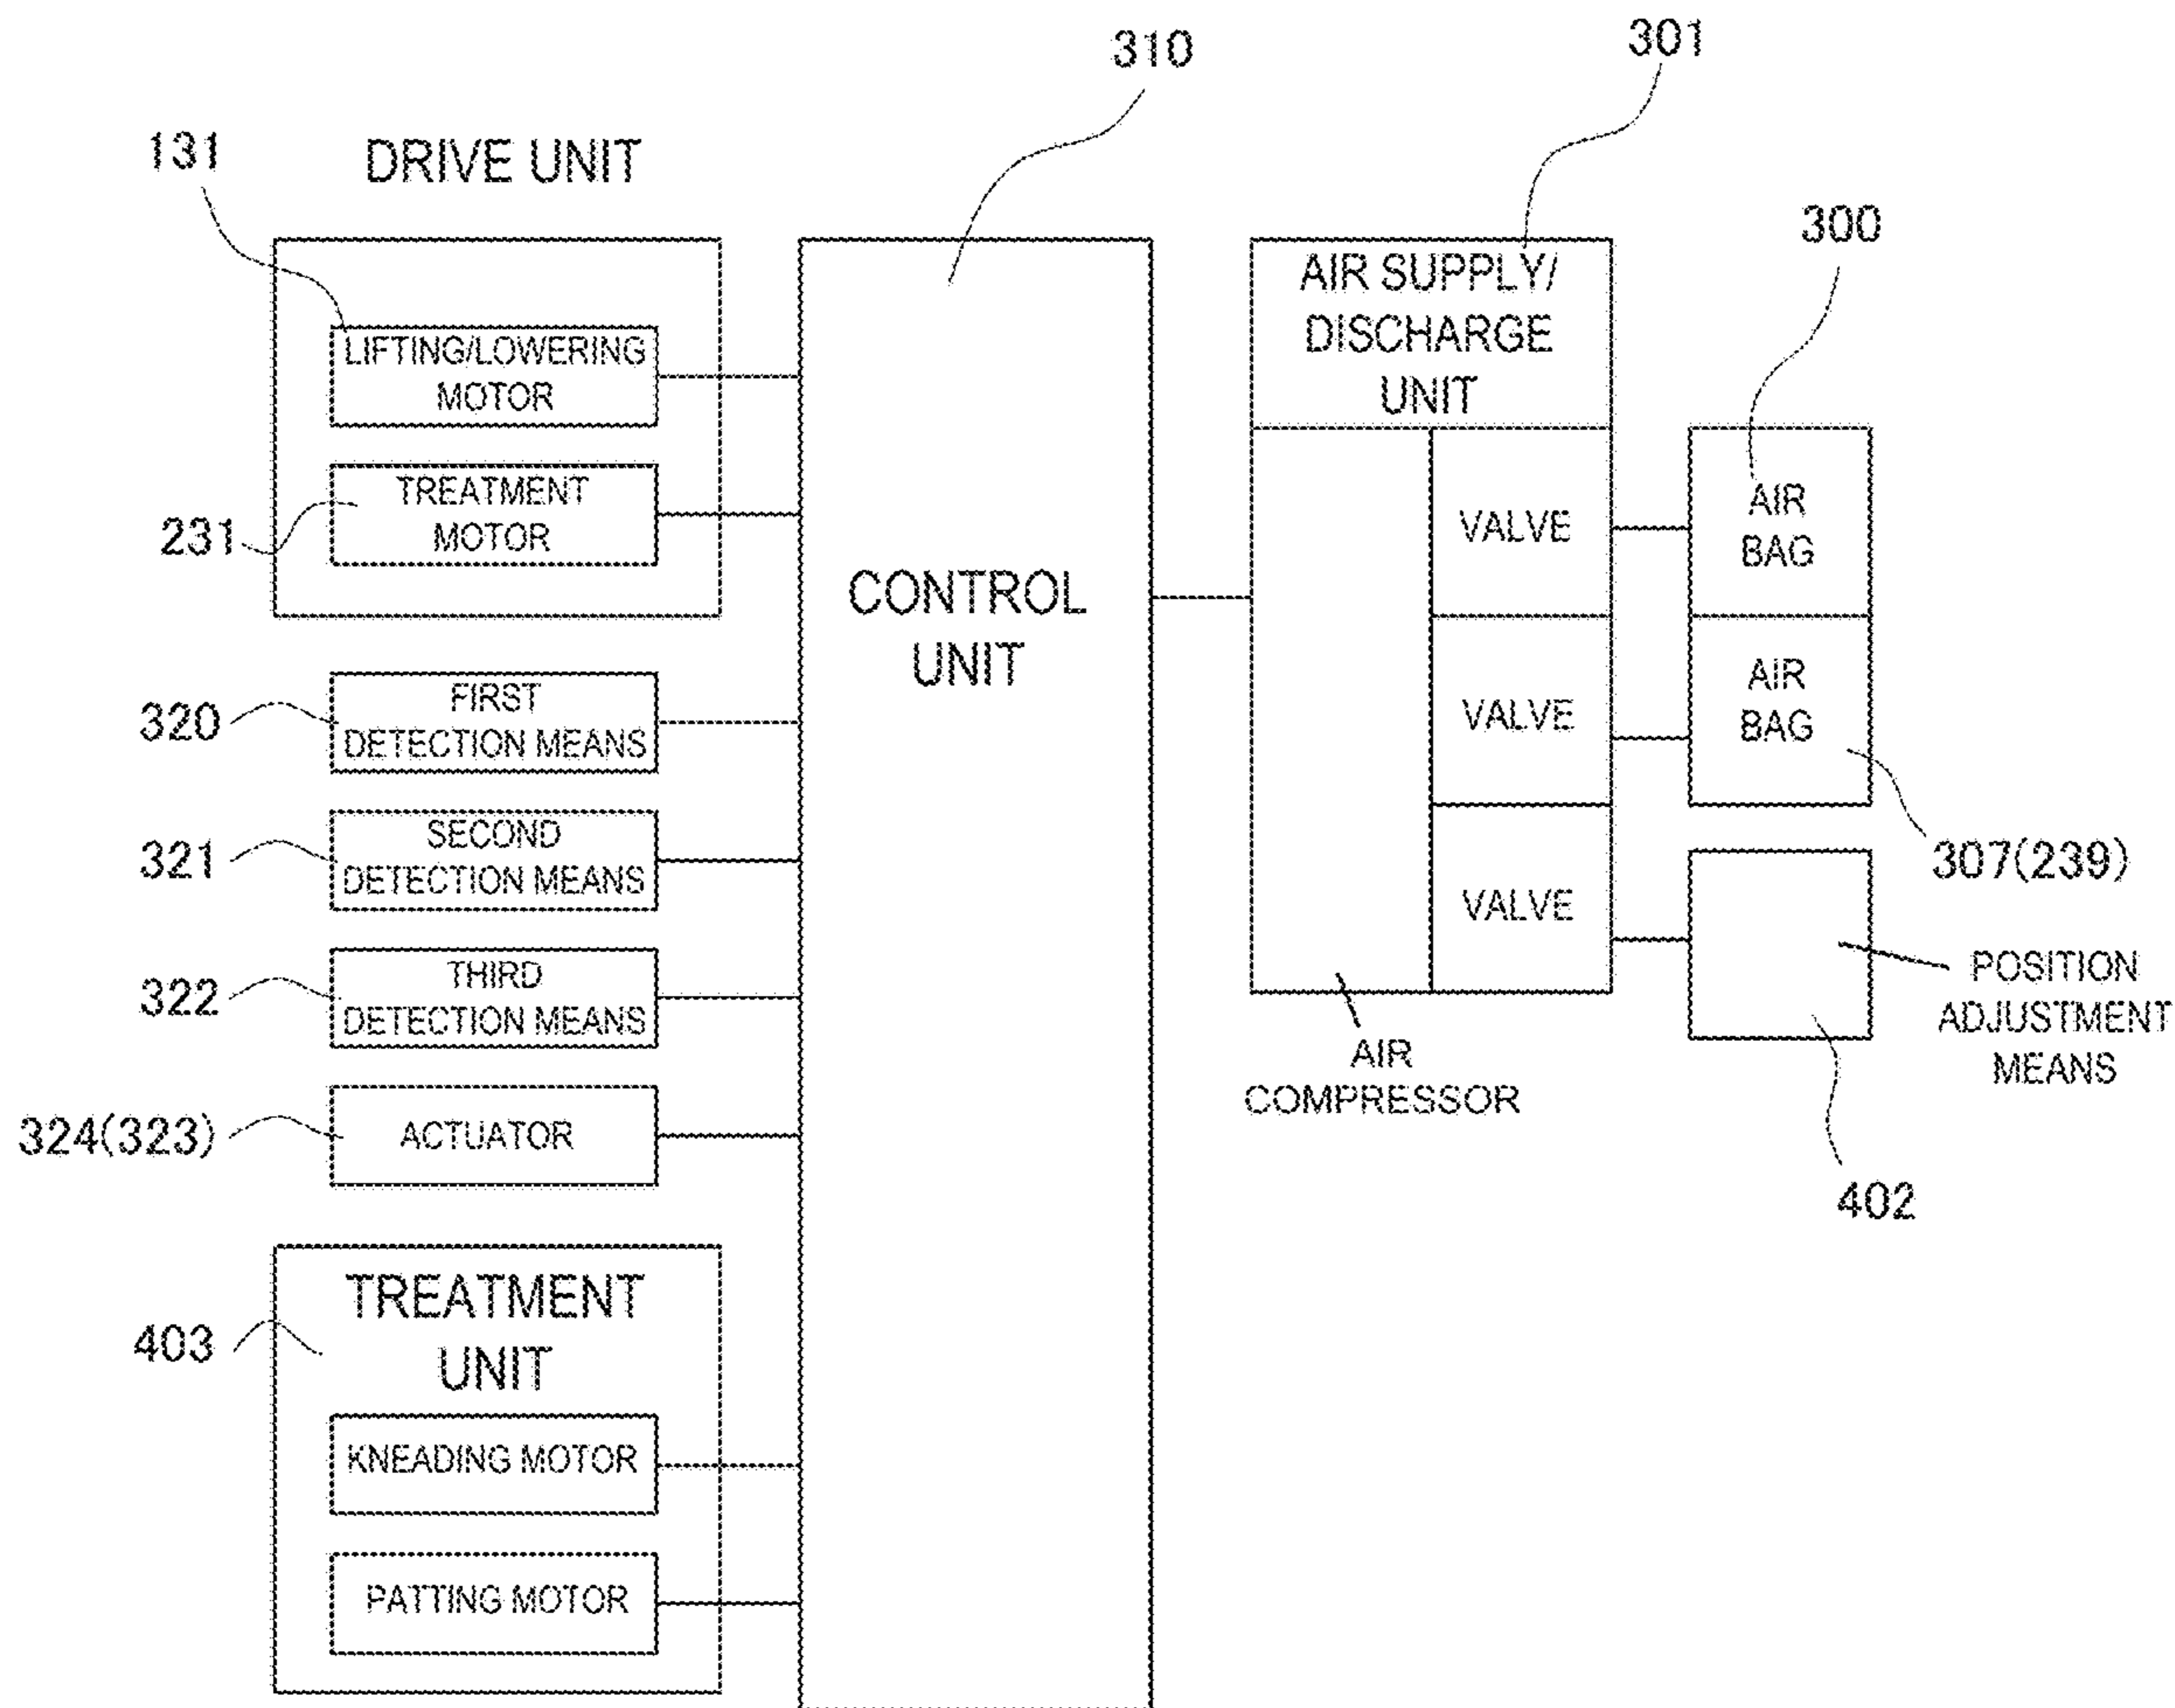 310
301
131
DRIVE UNIT
300
LIFTING/LOWERING
MOTOR
TREATMENT
MOTOR
231
320
FIRST
DETECTION MEANS
321
SECOND
DETECTION MEANS
322
THIRD
DETECTION MEANS
324(323)
ACTUATOR
TREATMENT
UNIT
403
KNEADING MOTOR
PATTING MOTOR
CONTROL
UNIT
AIR SUPPLY/
DISCHARGE
UNIT
VALVE
VALVE
VALVE
AIR
COMPRESSOR
AIR
BAG
AIR
BAG
307(239)
POSITION
ADJUSTMENT
MEANS
402